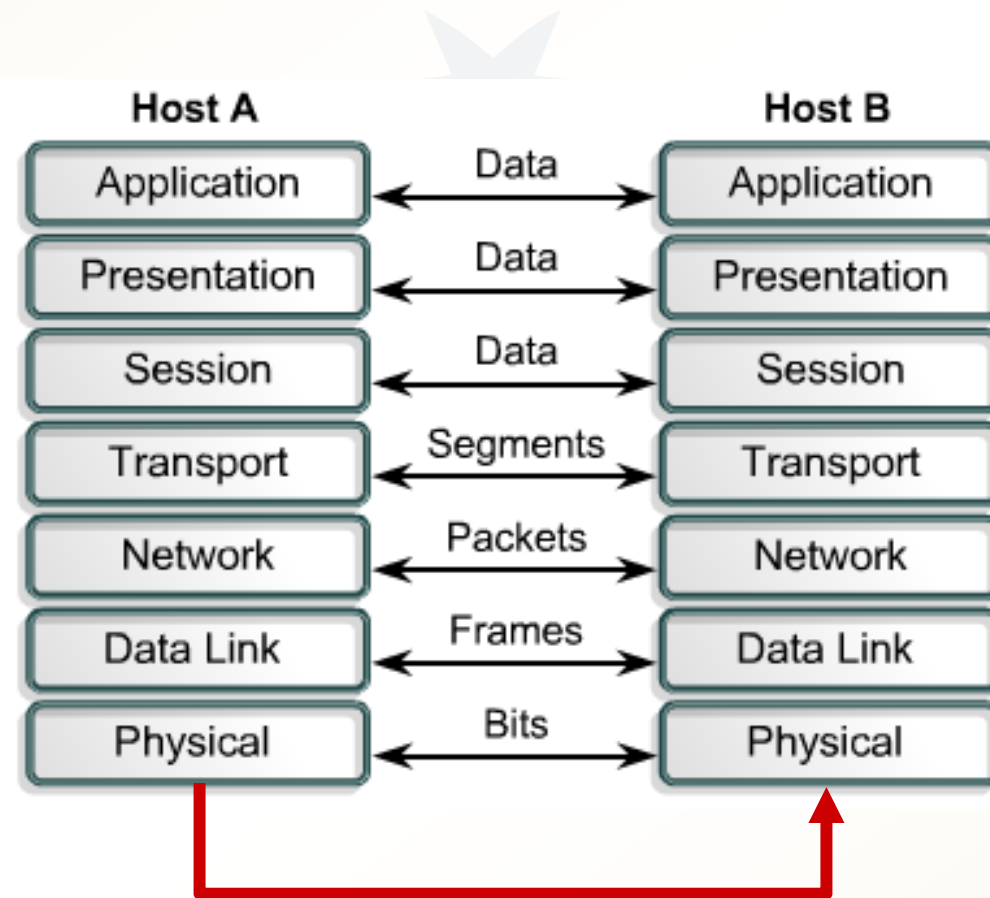 Host A Host B
Application Data Application
Presentation Data Presentation
Session Data Session
Transport Segments Transport
Network Packets Network
Data Link Frames Data Link
Physical Bits Physical